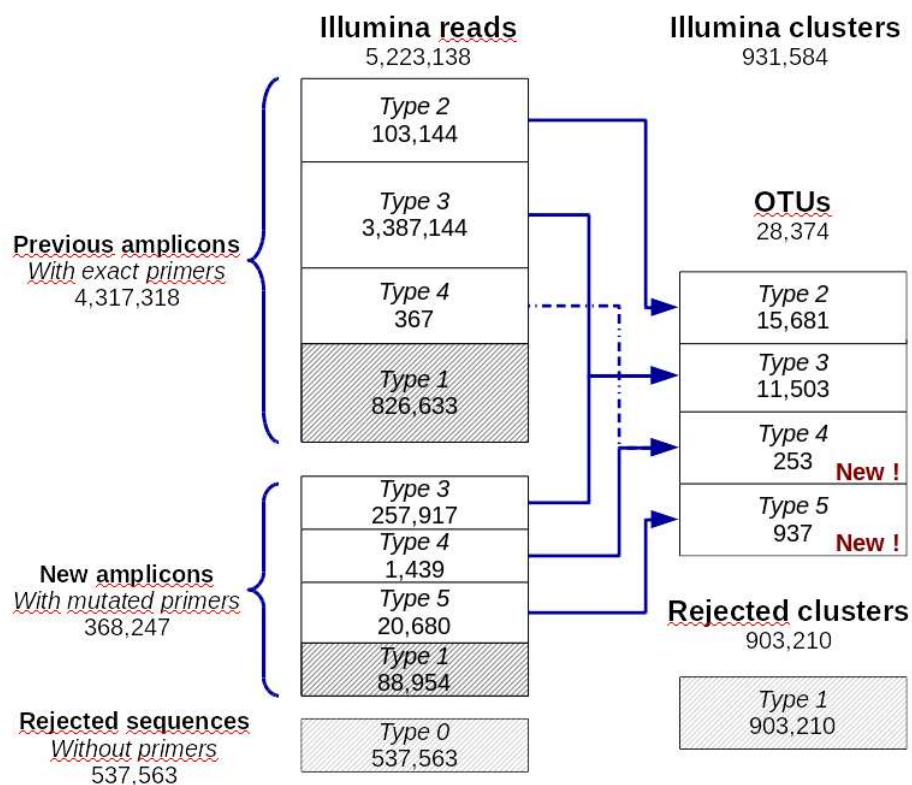 Illumina reads
5,223,138
Illumina clusters
931,584
Type 2
103,144
Type 3
3,387,144
Previous amplicons
With exact primers
4,317,318
Type 4
367
Type 1
826,633
OTUs
28,374
Type 2
15,681
Type 3
11,503
Type 4
253
New !
Type 5
937
New !
Type 3
257,917
Type 4
1,439
New amplicons
With mutated primers
368,247
Type 5
20,680
Type 1
88,954
Rejected clusters
903,210
Type 1
903,210
Rejected sequences
Without primers
537,563
Type 0
537,563